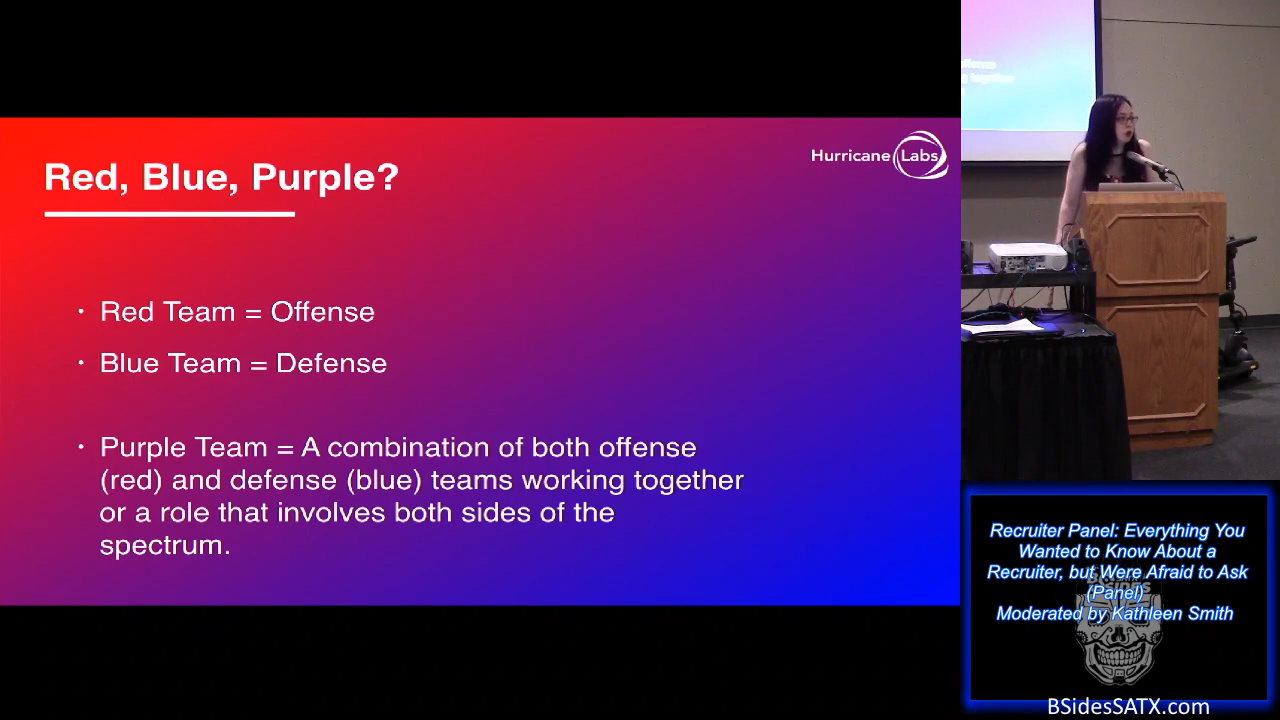 Red, Blue, Purple?
Hurricane Labs
• Red Team = Offense
• Blue Team = Defense
• Purple Team = A combination of both offense
(red) and defense (blue) teams working together
or a role that involves both sides of the
spectrum.
together
Recruiter Panel: Everything You
Wanted to Know About a
Recruiter, but Were Afraid to Ask
(Panel)
Moderated by Kathleen Smith
BSidesSATX.com